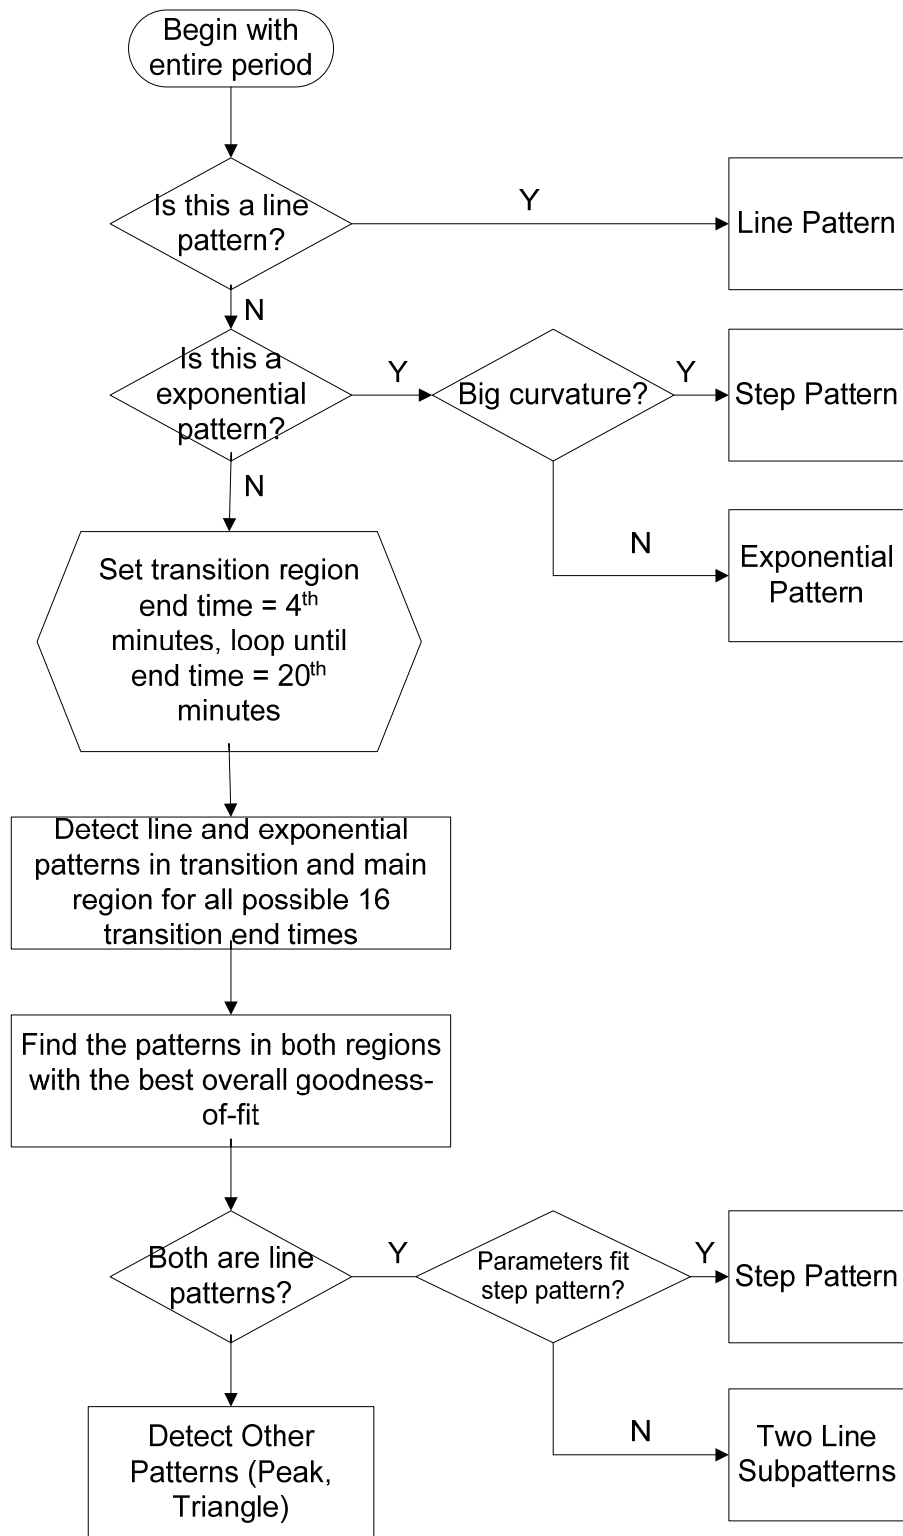 Begin with
entire period
Is this a line
pattern?
Y
Line Pattern
N
Is this a
exponential
pattern?
Y
Big curvature?
Y
Step Pattern
N
N
Exponential
Pattern
Set transition region
end time = 4th
minutes, loop until
end time = 20th
minutes
Detect line and exponential
patterns in transition and main
region for all possible 16
transition end times
Find the patterns in both regions
with the best overall goodness-
of-fit
Both are line
patterns?
Y
Parameters fit
step pattern?
Y
Step Pattern
N
Two Line
Subpatterns
Detect Other
Patterns (Peak,
Triangle)